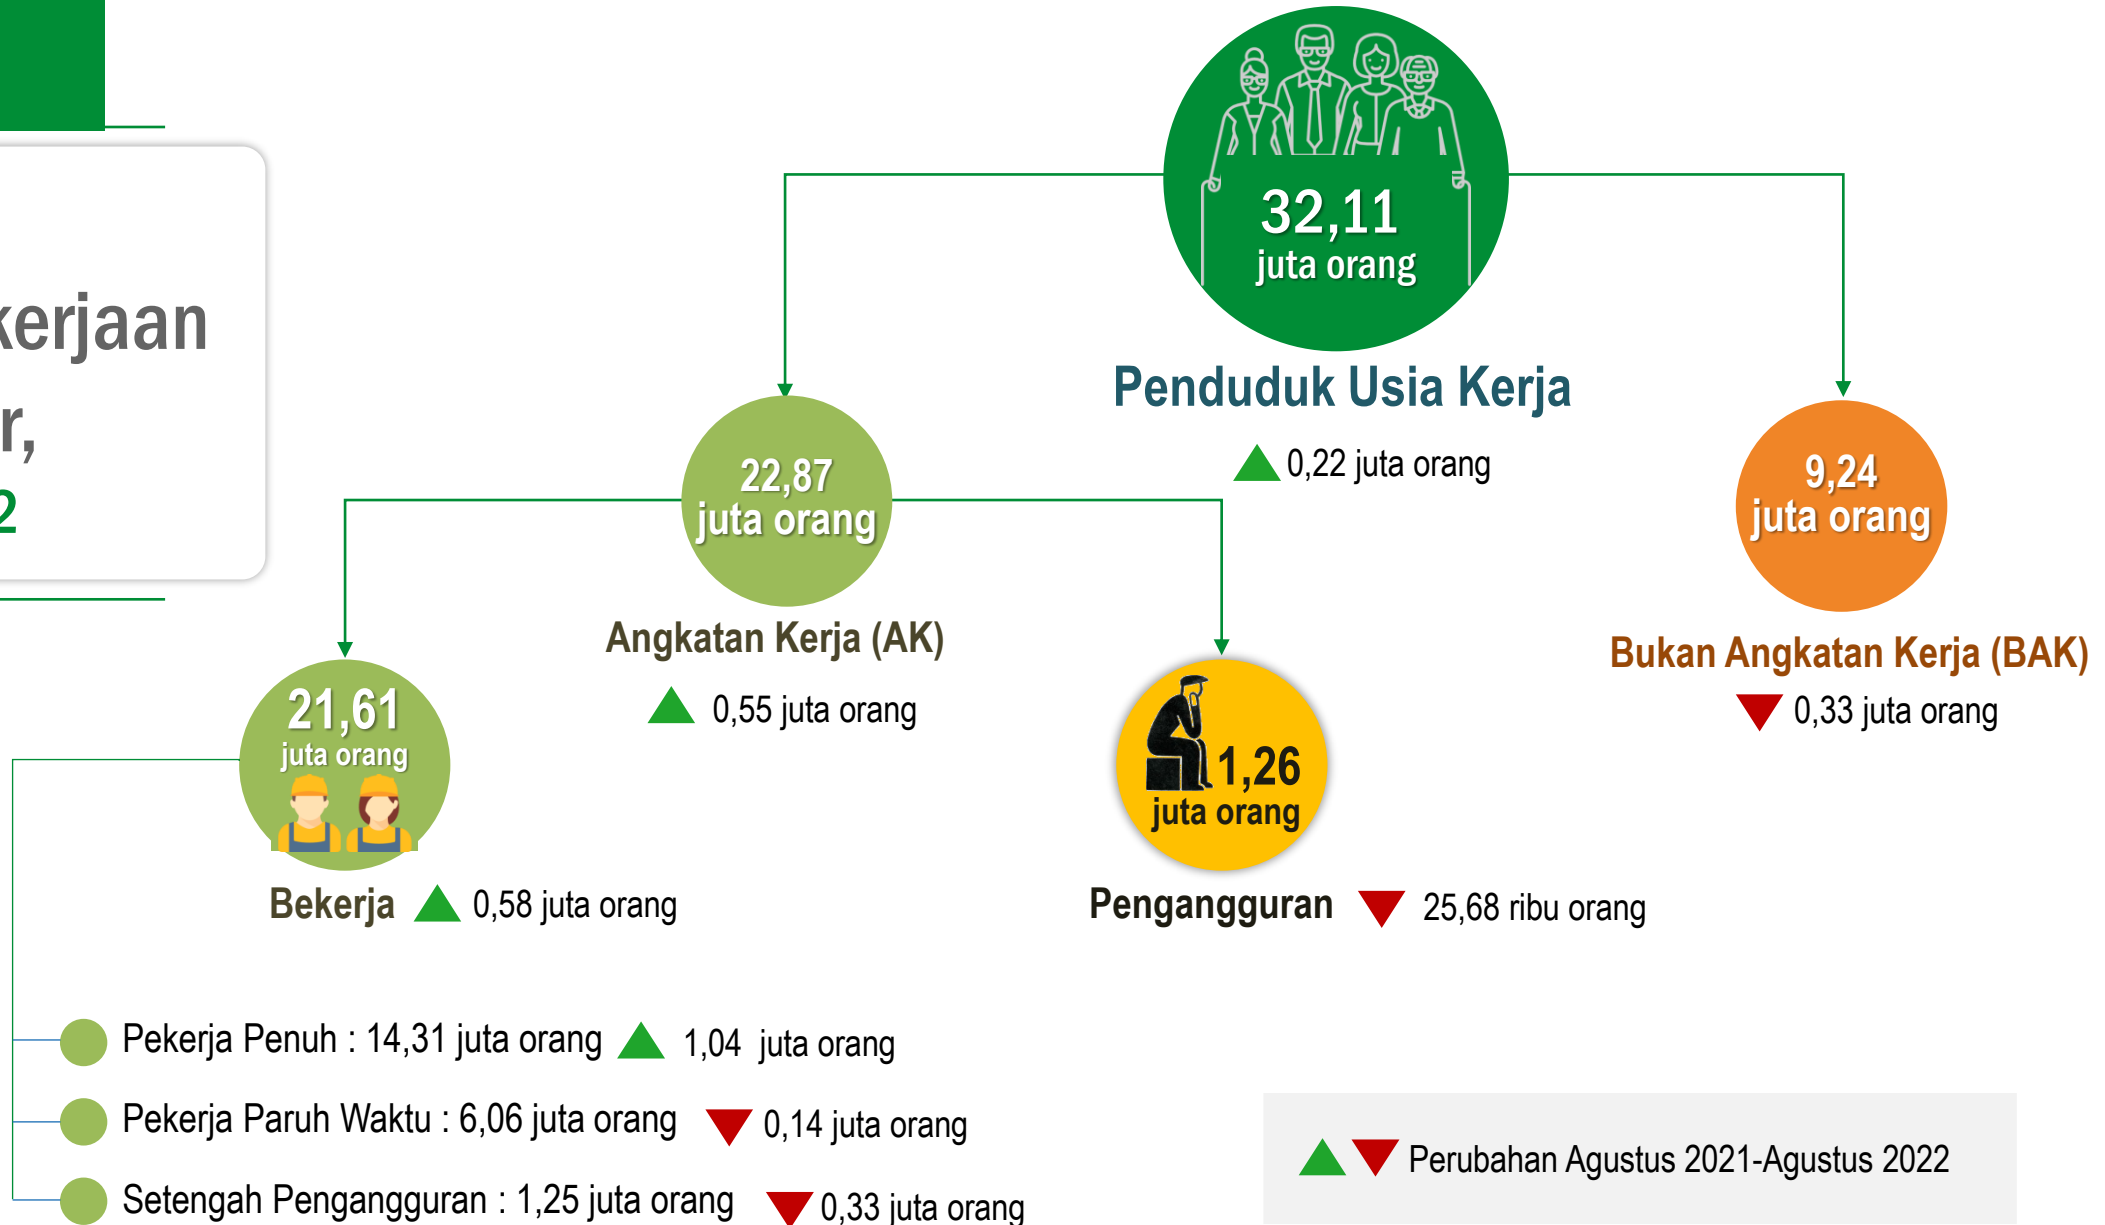 32,11
juta orang
Penduduk Usia Kerja
0,22 juta orang
22,87
juta orang
Angkatan Kerja (AK)
0,55 juta orang
9,24
juta orang
Bukan Angkatan Kerja (BAK)
0,33 juta orang
21,61
juta orang
Bekerja
0,58 juta orang
1,26
juta orang
Pengangguran
25,68 ribu orang
Pekerja Penuh : 14,31 juta orang
1,04 juta orang
Pekerja Paruh Waktu : 6,06 juta orang
0,14 juta orang
Setengah Pengangguran : 1,25 juta orang
0,33 juta orang
Perubahan Agustus 2021-Agustus 2022